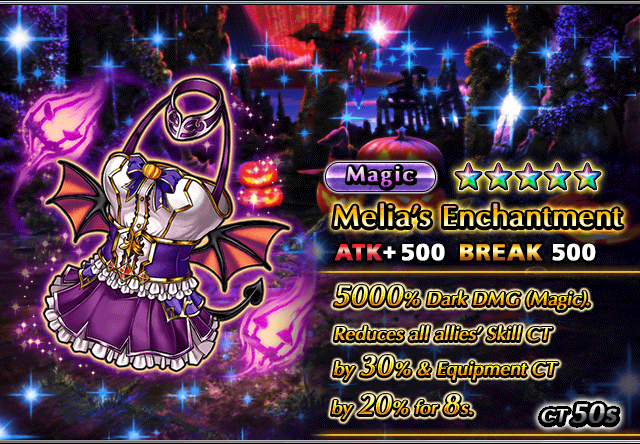 Magic
Melia's Enchantment
ATK+500 BREAK 500
5000% Dark DMG (Magic).
Reduces all allies' Skill CT
by 30% & Equipment CT
by 20% for 8s.
CT 50s